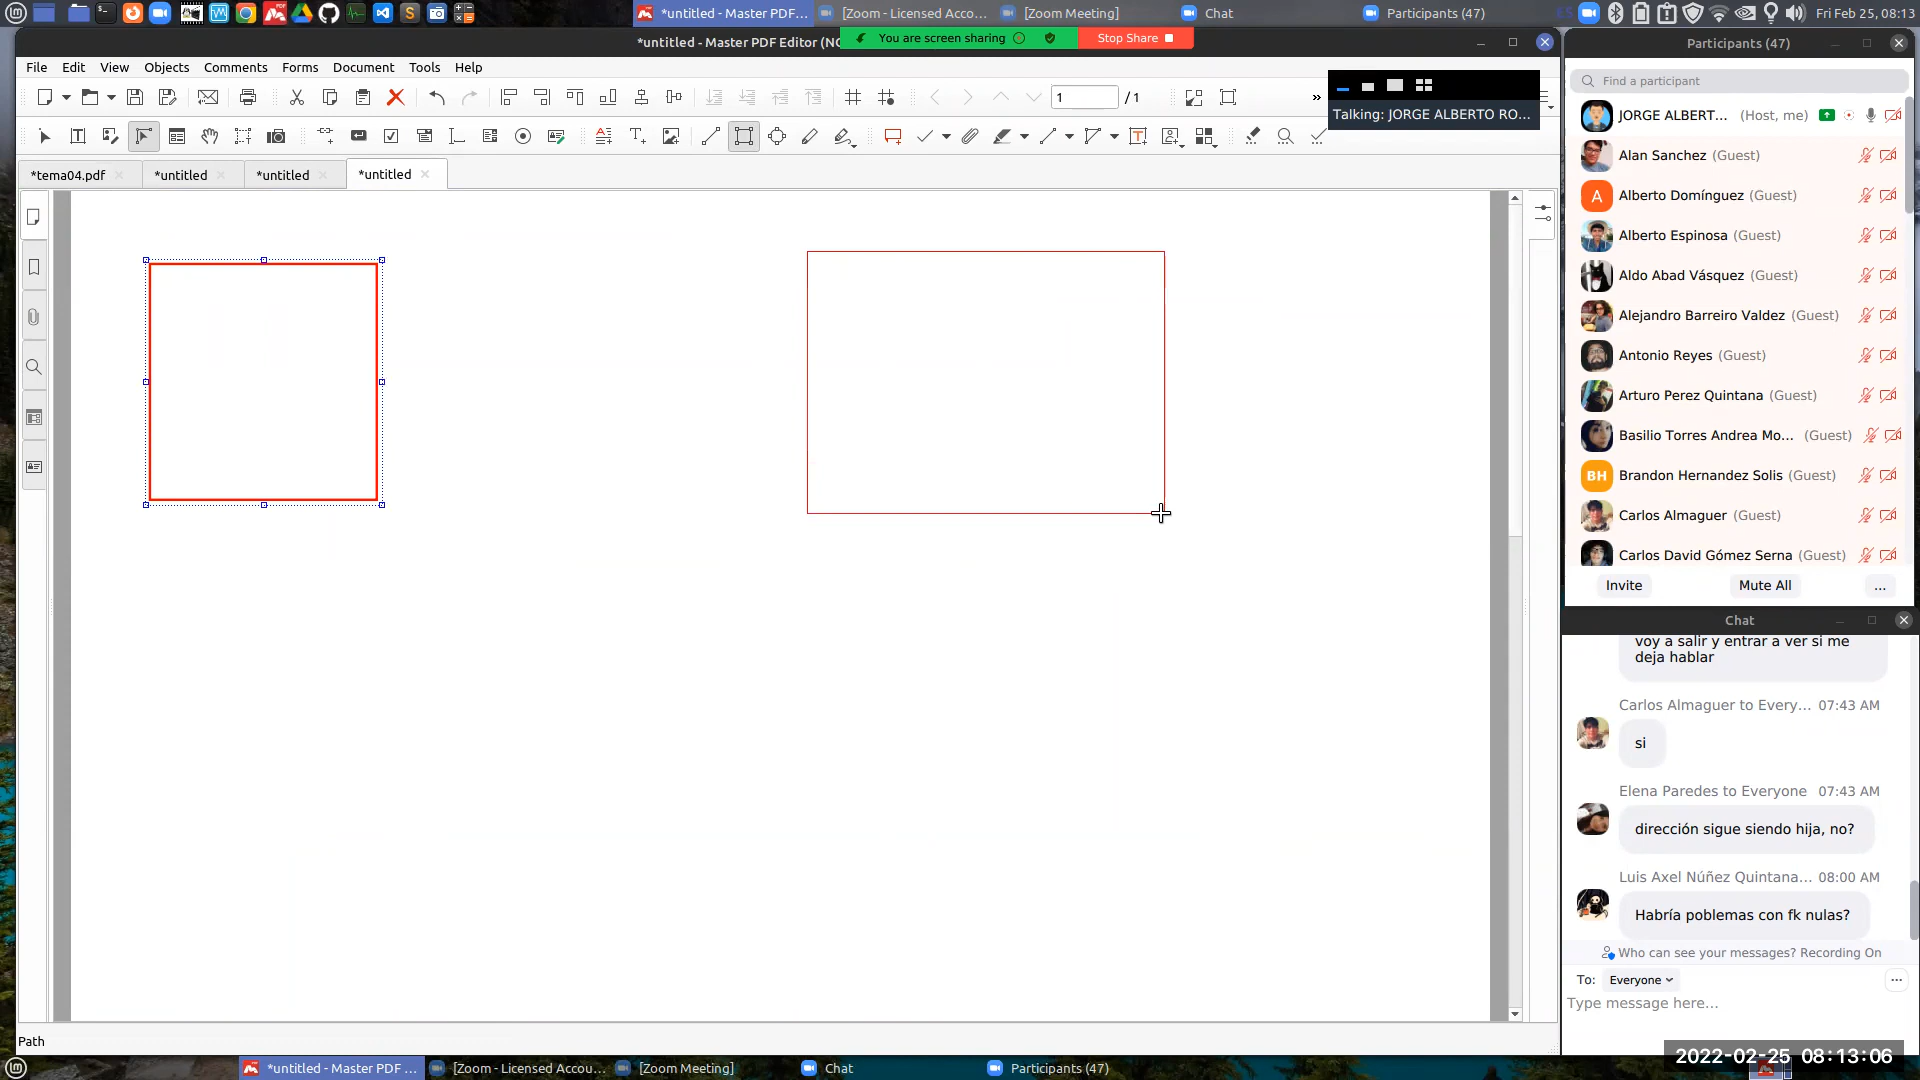 *untitled - Master PDF...
[Zoom - Licensed Acco...
[Zoom Meeting]
Chat
Participants (47)
ES
Fri Feb 25, 08:13
*untitled - Master PDF Editor (NO
You are screen sharing
Stop Share
File Edit View Objects Comments Forms Document Tools Help
1 / 1
Talking: JORGE ALBERTO RO...
*tema04.pdf
*untitled
*untitled
*untitled
Path
Participants (47)
Find a participant
JORGE ALBERT... (Host, me)
Alan Sanchez (Guest)
A
Alberto Domínguez (Guest)
Alberto Espinosa (Guest)
Aldo Abad Vásquez (Guest)
Alejandro Barreiro Valdez (Guest)
Antonio Reyes (Guest)
Arturo Perez Quintana (Guest)
Basilio Torres Andrea Mo... (Guest)
BH
Brandon Hernandez Solis (Guest)
Carlos Almaguer (Guest)
Carlos David Gómez Serna (Guest)
Invite
Mute All
...
Chat
voy a salir y entrar a ver si me
deja hablar
Carlos Almaguer to Every... 07:43 AM
si
Elena Paredes to Everyone 07:43 AM
dirección sigue siendo hija, no?
Luis Axel Núñez Quintana... 08:00 AM
Habría poblemas con fk nulas?
Who can see your messages? Recording On
To: Everyone
Type message here...
*untitled - Master PDF ...
[Zoom - Licensed Accou...
[Zoom Meeting]
Chat
Participants (47)
2022-02-25 08:13:06